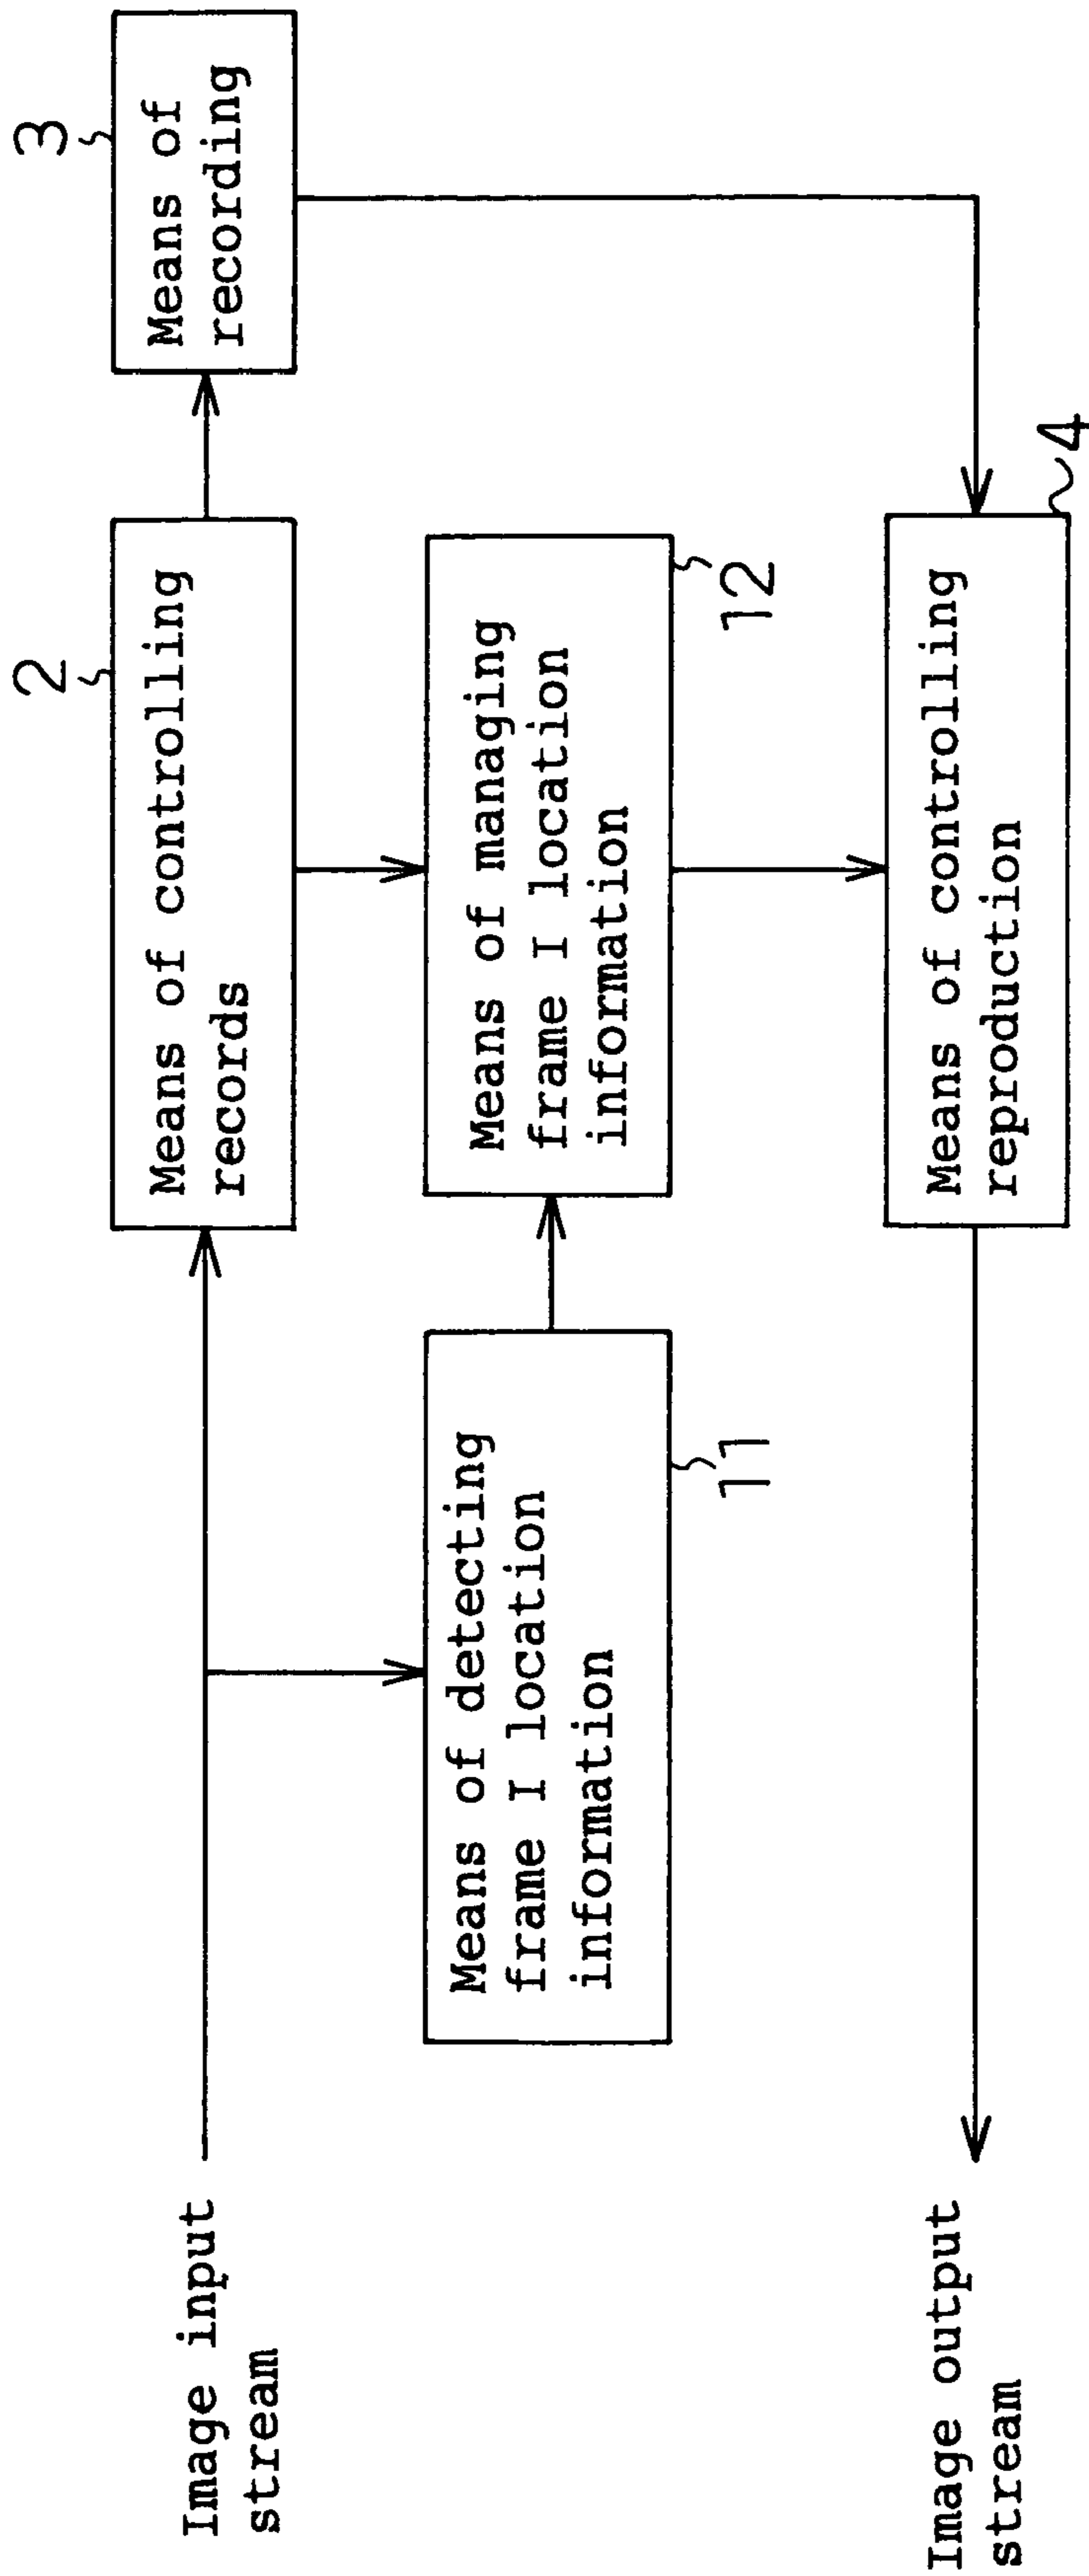 Image input
stream
2
Means of controlling
records
3
Means of
recording
Means of detecting
frame I location
information
11
Means of managing
frame I location
information
12
Image output
stream
Means of controlling
reproduction
4